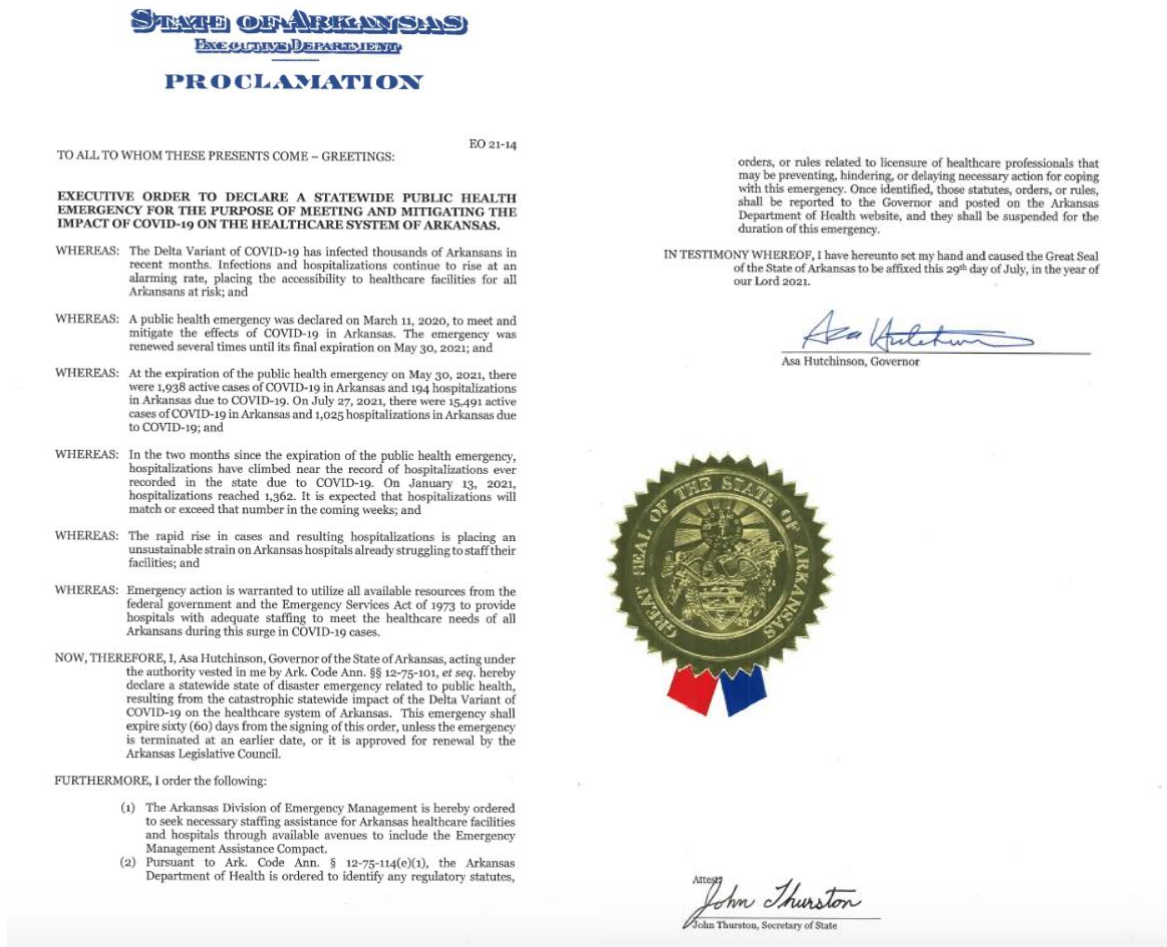 STATE OF ARKANSAS
EXECUTIVE DEPARTMENT
PROCLAMATION
EO 21-14
TO ALL TO WHOM THESE PRESENTS COME – GREETINGS:
EXECUTIVE ORDER TO DECLARE A STATEWIDE PUBLIC HEALTH
EMERGENCY FOR THE PURPOSE OF MEETING AND MITIGATING THE
IMPACT OF COVID-19 ON THE HEALTHCARE SYSTEM OF ARKANSAS.
WHEREAS: The Delta Variant of COVID-19 has infected thousands of Arkansans in
recent months. Infections and hospitalizations continue to rise at an
alarming rate, placing the accessibility to healthcare facilities for all
Arkansans at risk; and
WHEREAS: A public health emergency was declared on March 11, 2020, to meet and
mitigate the effects of COVID-19 in Arkansas. The emergency was
renewed several times until its final expiration on May 30, 2021; and
WHEREAS: At the expiration of the public health emergency on May 30, 2021, there
were 1,938 active cases of COVID-19 in Arkansas and 194 hospitalizations
in Arkansas due to COVID-19. On July 27, 2021, there were 15,491 active
cases of COVID-19 in Arkansas and 1,025 hospitalizations in Arkansas due
to COVID-19; and
WHEREAS: In the two months since the expiration of the public health emergency,
hospitalizations have climbed near the record of hospitalizations ever
recorded in the state due to COVID-19. On January 13, 2021,
hospitalizations reached 1,362. It is expected that hospitalizations will
match or exceed that number in the coming weeks; and
WHEREAS: The rapid rise in cases and resulting hospitalizations is placing an
unsustainable strain on Arkansas hospitals already struggling to staff their
facilities; and
WHEREAS: Emergency action is warranted to utilize all available resources from the
federal government and the Emergency Services Act of 1973 to provide
hospitals with adequate staffing to meet the healthcare needs of all
Arkansans during this surge in COVID-19 cases.
NOW, THEREFORE, I, Asa Hutchinson, Governor of the State of Arkansas, acting under
the authority vested in me by Ark. Code Ann. §§ 12-75-101, et seq. hereby
declare a statewide state of disaster emergency related to public health,
resulting from the catastrophic statewide impact of the Delta Variant of
COVID-19 on the healthcare system of Arkansas. This emergency shall
expire sixty (60) days from the signing of this order, unless the emergency
is terminated at an earlier date, or it is approved for renewal by the
Arkansas Legislative Council.
FURTHERMORE, I order the following:
(1) The Arkansas Division of Emergency Management is hereby ordered
to seek necessary staffing assistance for Arkansas healthcare facilities
and hospitals through available avenues to include the Emergency
Management Assistance Compact.
(2) Pursuant to Ark. Code Ann. § 12-75-114(e)(1), the Arkansas
Department of Health is ordered to identify any regulatory statutes,
orders, or rules related to licensure of healthcare professionals that
may be preventing, hindering, or delaying necessary action for coping
with this emergency. Once identified, those statutes, orders, or rules,
shall be reported to the Governor and posted on the Arkansas
Department of Health website, and they shall be suspended for the
duration of this emergency.
IN TESTIMONY WHEREOF, I have hereunto set my hand and caused the Great Seal
of the State of Arkansas to be affixed this 29th day of July, in the year of
our Lord 2021.
Asa Hutchinson
Asa Hutchinson, Governor
GREAT SEAL OF THE STATE OF ARKANSAS
Attest:
John Thurston
John Thurston, Secretary of State